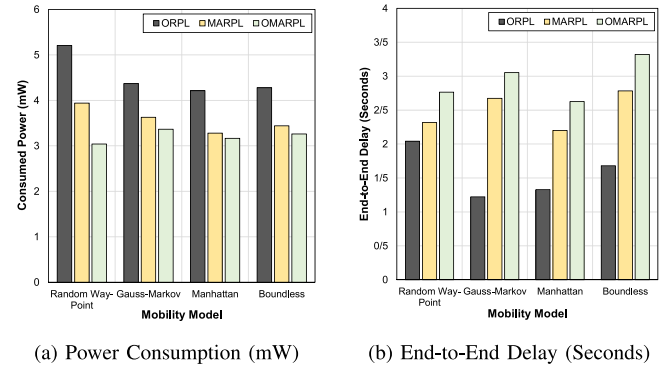 ORPL MARPL OMARPL
6
5
4
3
2
1
0
Consumed Power (mW)
Random Way-Point Gauss-Markov Manhattan Boundless
Mobility Model
(a) Power Consumption (mW)
ORPL MARPL OMARPL
4
3/5
3
2/5
2
1/5
1
0/5
0
End-to-End Delay (Seconds)
Random Way-Point Gauss-Markov Manhattan Boundless
Mobility Model
(b) End-to-End Delay (Seconds)